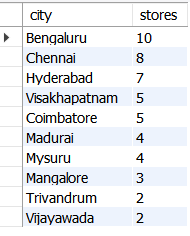 city stores
Bengaluru 10
Chennai 8
Hyderabad 7
Visakhapatnam 5
Coimbatore 5
Madurai 4
Mysuru 4
Mangalore 3
Trivandrum 2
Vijayawada 2